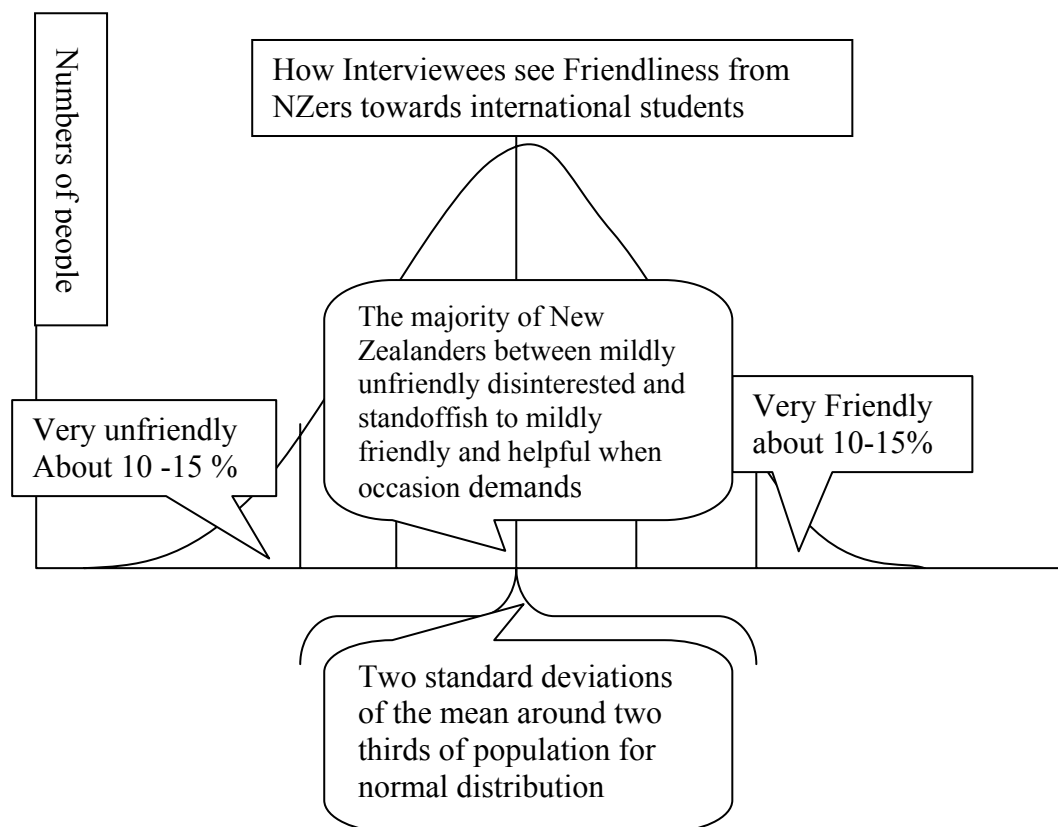 Numbers of people
How Interviewees see Friendliness from
NZers towards international students
The majority of New
Zealanders between mildly
unfriendly disinterested and
standoffish to mildly
friendly and helpful when
occasion demands
Very unfriendly
About 10 -15 %
Very Friendly
about 10-15%
Two standard deviations
of the mean around two
thirds of population for
normal distribution